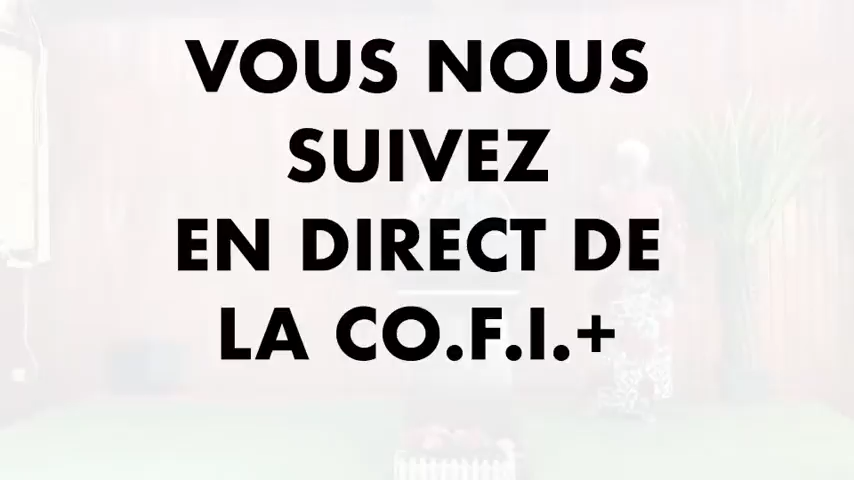 VOUS NOUS
SUIVEZ
EN DIRECT DE
LA CO.F.I.+